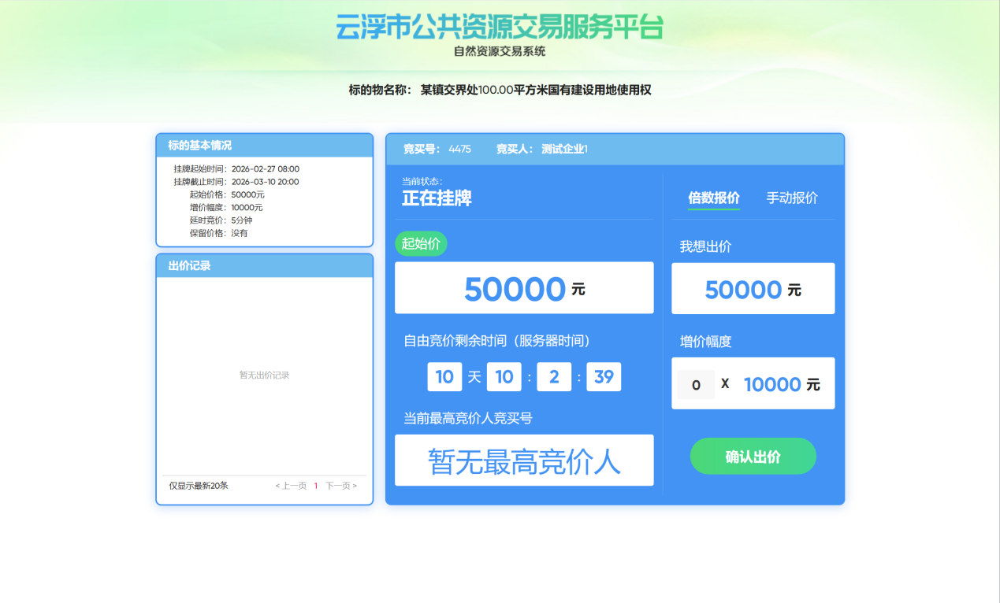 云浮市公共资源交易服务平台
自然资源交易系统
标的物名称： 某镇交界处100.00平方米国有建设用地使用权
标的基本情况
挂牌起始时间：2026-02-27 08:00
挂牌截止时间：2026-03-10 20:00
起始价格：50000元
增价幅度：10000元
延时竞价：5分钟
保留价格：没有
出价记录
暂无出价记录
仅显示最新20条 < 上一页 1 下一页 >
竞买号： 4475 竞买人： 测试企业1
当前状态：
正在挂牌
起始价
50000 元
自由竞价剩余时间（服务器时间）
10 天 10 : 2 : 39
当前最高竞价人竞买号
暂无最高竞价人
倍数报价 手动报价
我想出价
50000 元
增价幅度
0 X 10000 元
确认出价